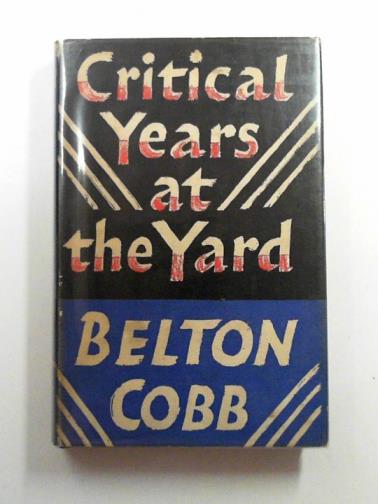 Critical
Years
at
the Yard
BELTON
COBB